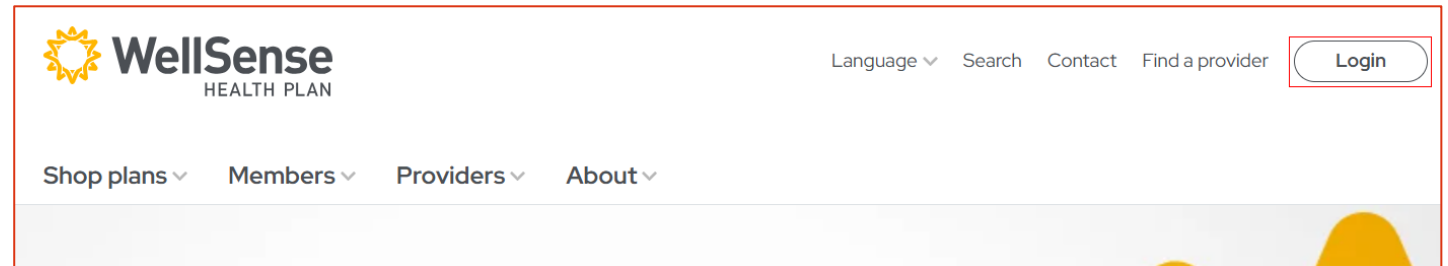 WellSense
HEALTH PLAN
Language Search Contact Find a provider Login
Shop plans Members Providers About